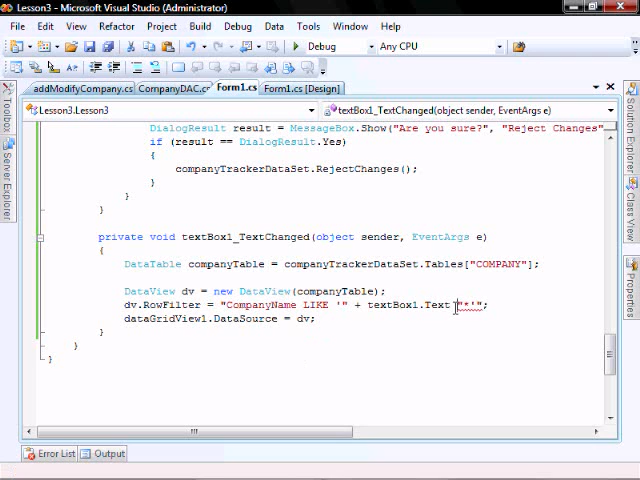 Lesson3 - Microsoft Visual Studio (Administrator)
File Edit View Refactor Project Build Debug Data Tools Test Window Help
Debug Any CPU
addModifyCompany.cs CompanyDAC.cs Form1.cs Form1.cs [Design]
Lesson3.Lesson3 textBox1_TextChanged(object sender, EventArgs e)
DialogResult result = MessageBox.Show("Are you sure?", "Reject Changes"
if (result == DialogResult.Yes)
{
companyTrackerDataSet.RejectChanges();
}
}
}
private void textBox1_TextChanged(object sender, EventArgs e)
{
DataTable companyTable = companyTrackerDataSet.Tables["COMPANY"];
DataView dv = new DataView(companyTable);
dv.RowFilter = "CompanyName LIKE '" + textBox1.Text "*'";
dataGridView1.DataSource = dv;
}
}
}
Toolbox
Server Explorer
Solution Explorer
Class View
Properties
Error List Output